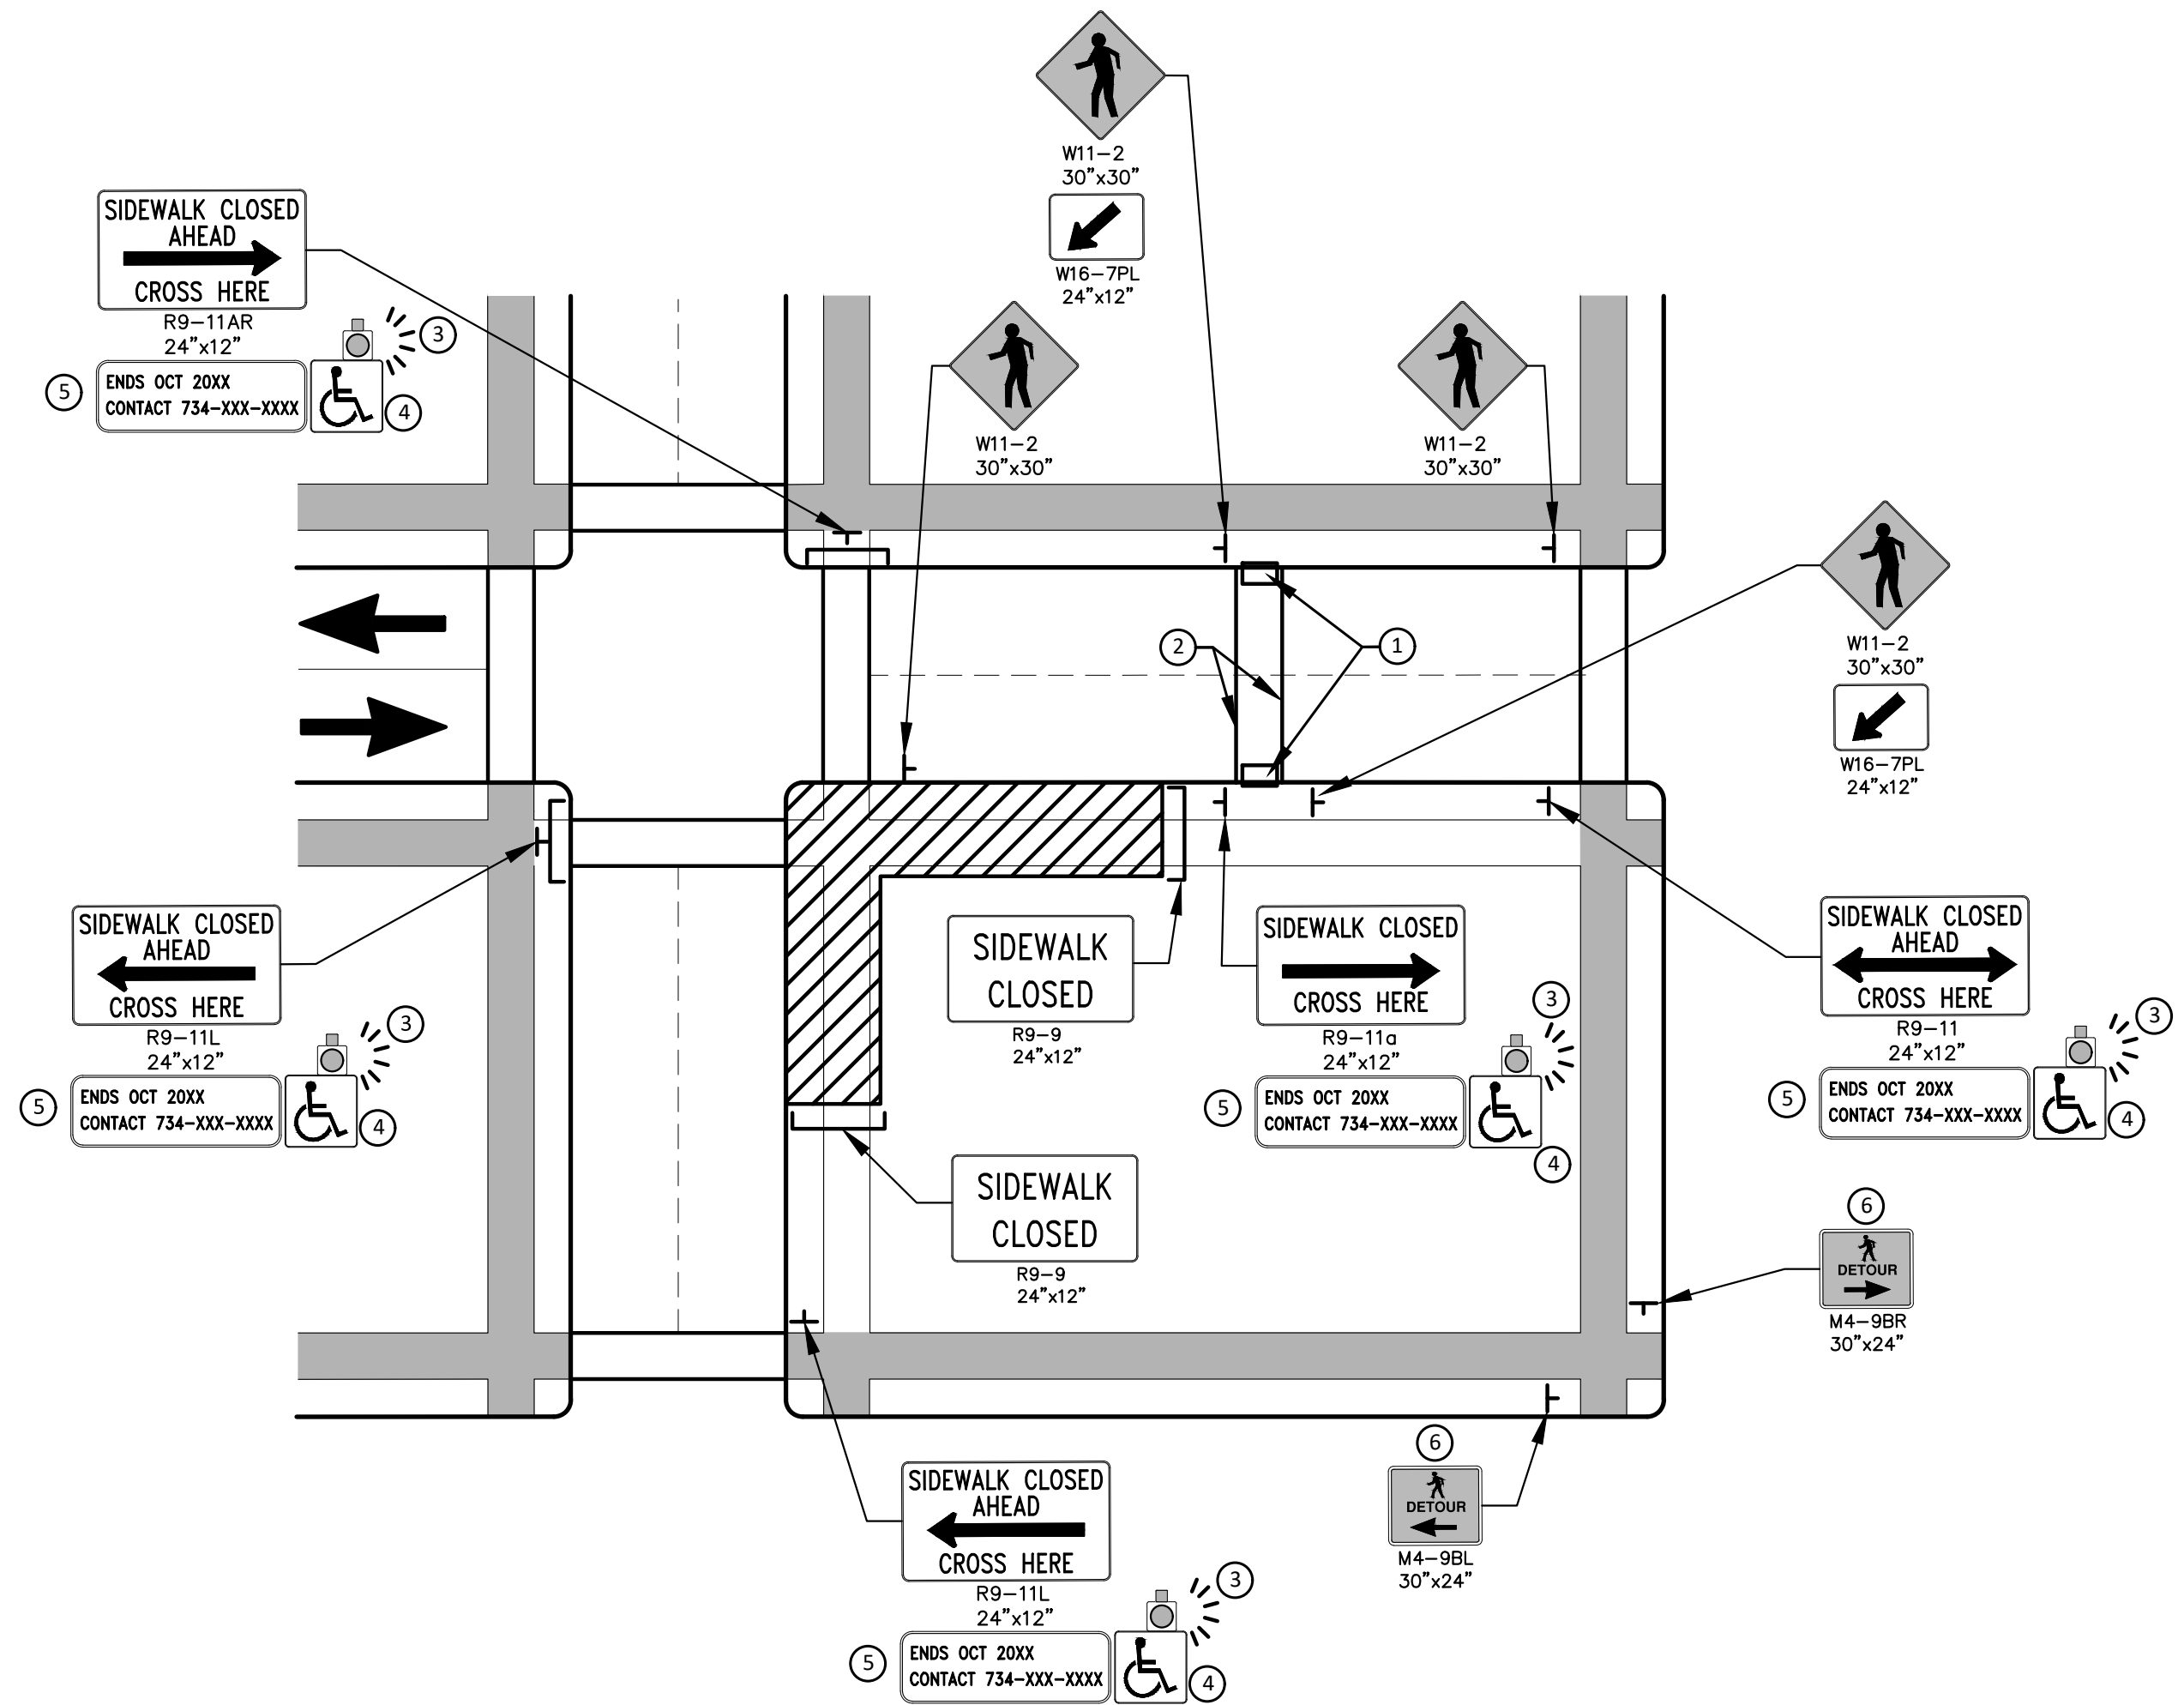 W11-2
30"x30"
W16-7PL
24"x12"
SIDEWALK CLOSED
AHEAD
CROSS HERE
R9-11AR
24"x12"
3
5
ENDS OCT 20XX
CONTACT 734-XXX-XXXX
4
W11-2
30"x30"
W11-2
30"x30"
W11-2
30"x30"
W16-7PL
24"x12"
2
1
SIDEWALK CLOSED
AHEAD
CROSS HERE
R9-11L
24"x12"
3
5
ENDS OCT 20XX
CONTACT 734-XXX-XXXX
4
SIDEWALK
CLOSED
R9-9
24"x12"
SIDEWALK CLOSED
CROSS HERE
R9-11a
24"x12"
3
5
ENDS OCT 20XX
CONTACT 734-XXX-XXXX
4
SIDEWALK CLOSED
AHEAD
CROSS HERE
R9-11
24"x12"
3
5
ENDS OCT 20XX
CONTACT 734-XXX-XXXX
4
SIDEWALK
CLOSED
R9-9
24"x12"
6
DETOUR
M4-9BR
30"x24"
6
DETOUR
M4-9BL
30"x24"
SIDEWALK CLOSED
AHEAD
CROSS HERE
R9-11L
24"x12"
3
5
ENDS OCT 20XX
CONTACT 734-XXX-XXXX
4